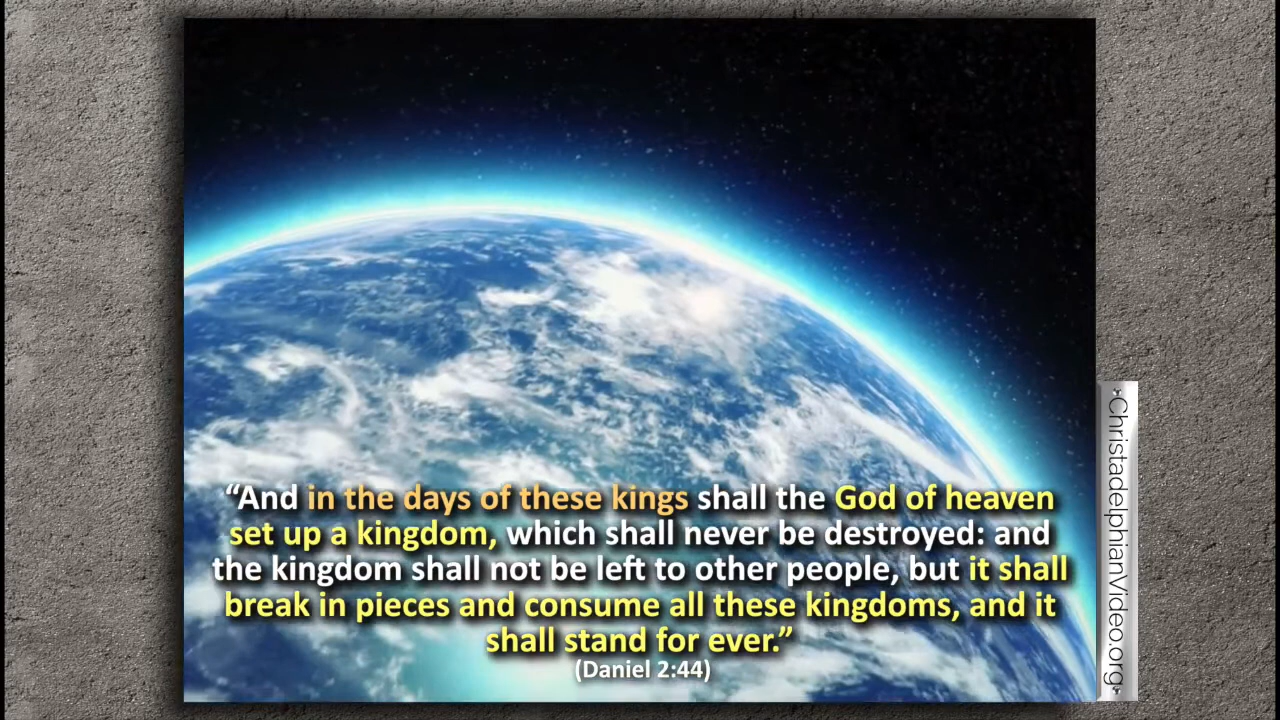 “And in the days of these kings shall the God of heaven
set up a kingdom, which shall never be destroyed: and
the kingdom shall not be left to other people, but it shall
break in pieces and consume all these kingdoms, and it
shall stand for ever.”
(Daniel 2:44)
ChristadelphianVideo.org